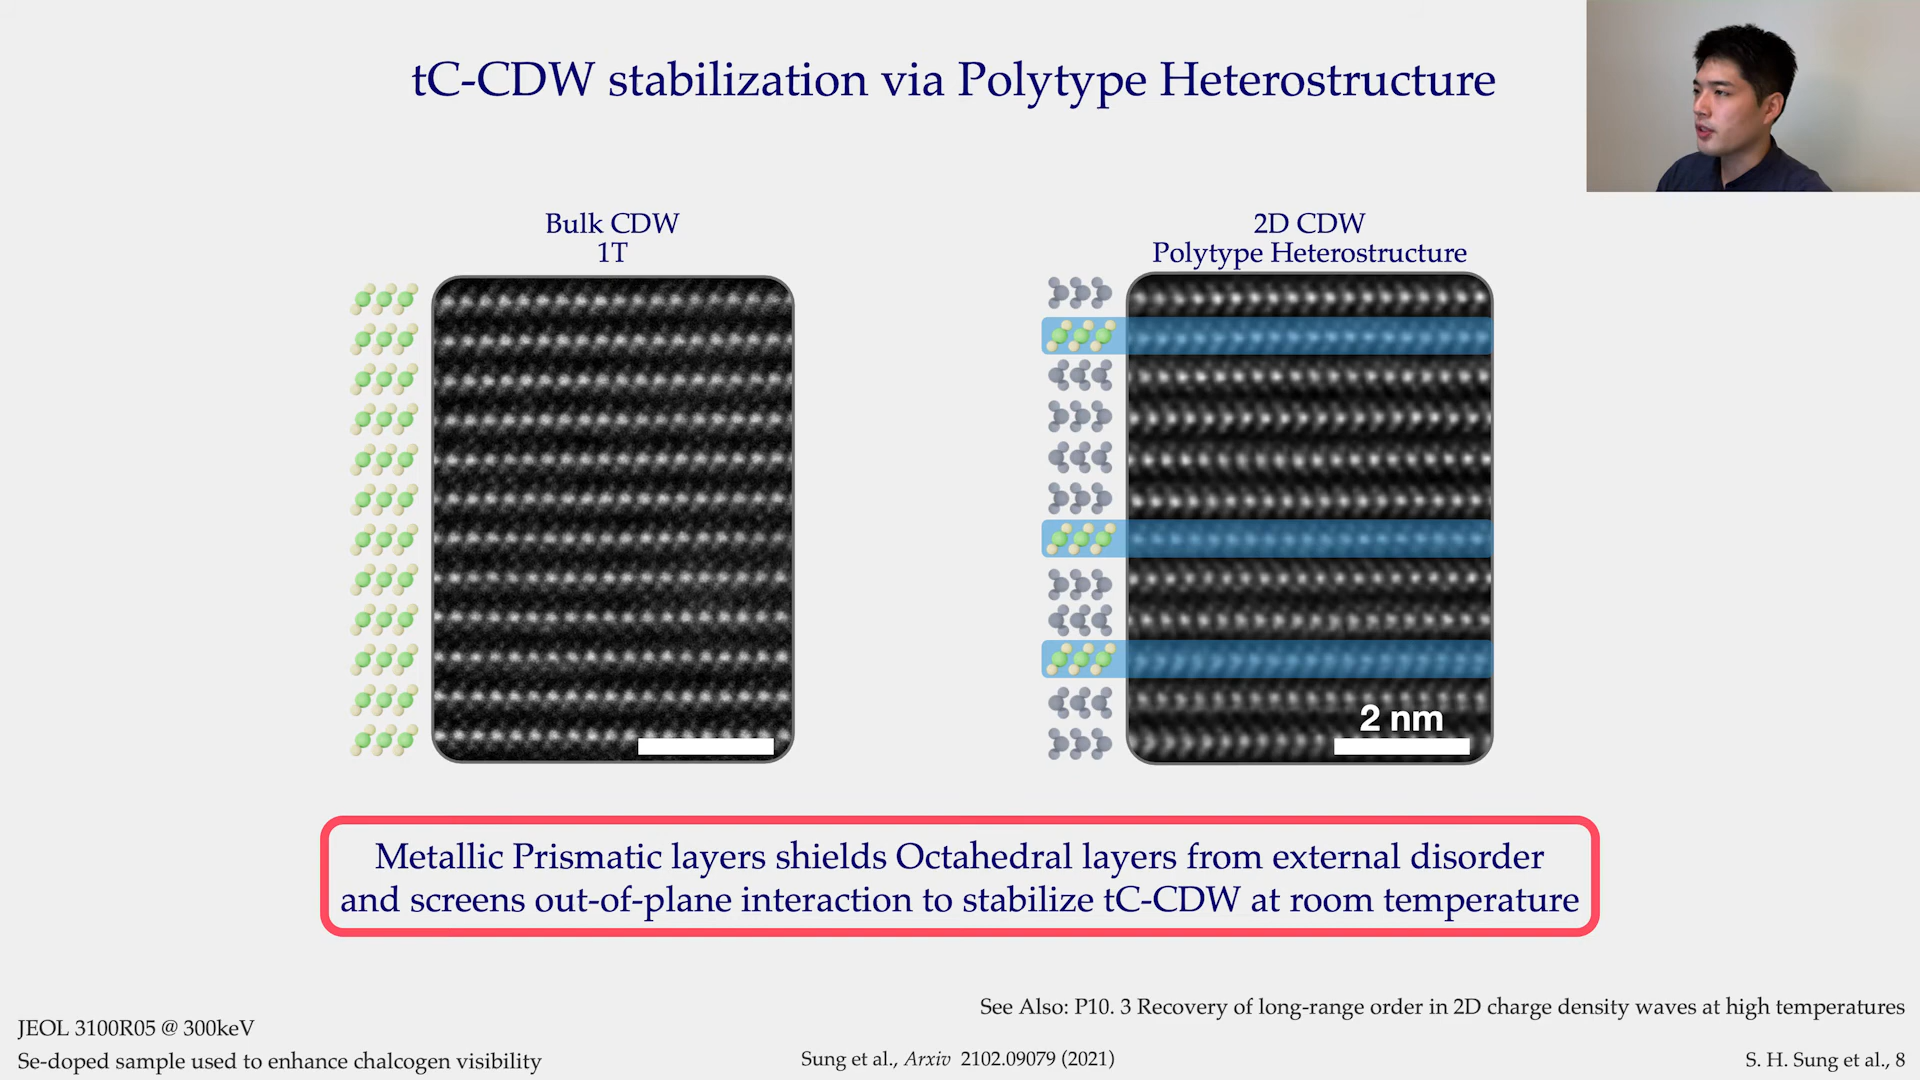 tC-CDW stabilization via Polytype Heterostructure
Bulk CDW
1T
2D CDW
Polytype Heterostructure
2 nm
Metallic Prismatic layers shields Octahedral layers from external disorder
and screens out-of-plane interaction to stabilize tC-CDW at room temperature
See Also: P10. 3 Recovery of long-range order in 2D charge density waves at high temperatures
JEOL 3100R05 @ 300keV
Se-doped sample used to enhance chalcogen visibility
Sung et al., Arxiv 2102.09079 (2021)
S. H. Sung et al., 8